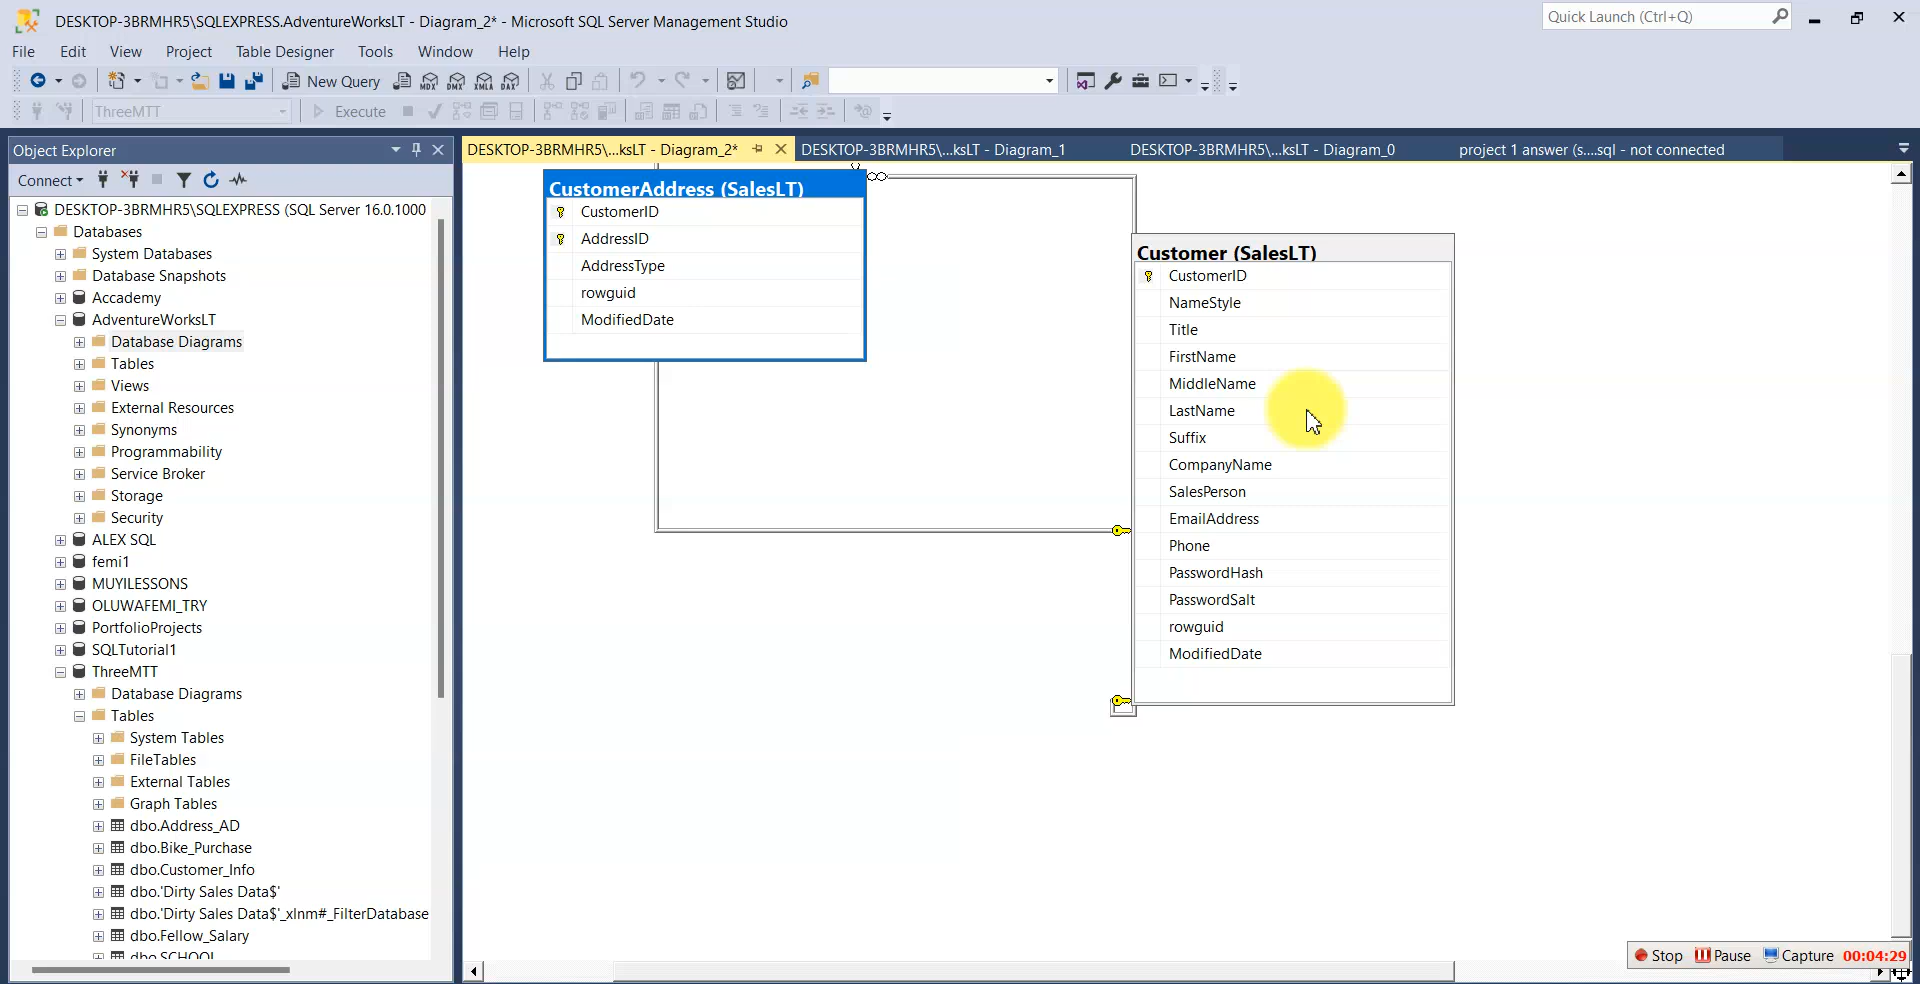 DESKTOP-3BRMHR5\SQLEXPRESS.AdventureWorksLT - Diagram_2* - Microsoft SQL Server Management Studio
Quick Launch (Ctrl+Q)
File Edit View Project Table Designer Tools Window Help
New Query
MDX DMX XMLA DAX
ThreeMTT
Execute
Object Explorer
DESKTOP-3BRMHR5\...ksLT - Diagram_2*
DESKTOP-3BRMHR5\...ksLT - Diagram_1
DESKTOP-3BRMHR5\...ksLT - Diagram_0
project 1 answer (s....sql - not connected
Connect
DESKTOP-3BRMHR5\SQLEXPRESS (SQL Server 16.0.1000
Databases
System Databases
Database Snapshots
Accademy
AdventureWorksLT
Database Diagrams
Tables
Views
External Resources
Synonyms
Programmability
Service Broker
Storage
Security
ALEX SQL
femi1
MUYILESSONS
OLUWAFEMI_TRY
PortfolioProjects
SQLTutorial1
ThreeMTT
Database Diagrams
Tables
System Tables
FileTables
External Tables
Graph Tables
dbo.Address_AD
dbo.Bike_Purchase
dbo.Customer_Info
dbo.'Dirty Sales Data$'
dbo.'Dirty Sales Data$'_xlnm#_FilterDatabase
dbo.Fellow_Salary
dbo.SCHOOL
CustomerAddress (SalesLT)
CustomerID
AddressID
AddressType
rowguid
ModifiedDate
Customer (SalesLT)
CustomerID
NameStyle
Title
FirstName
MiddleName
LastName
Suffix
CompanyName
SalesPerson
EmailAddress
Phone
PasswordHash
PasswordSalt
rowguid
ModifiedDate
Stop Pause Capture 00:04:29